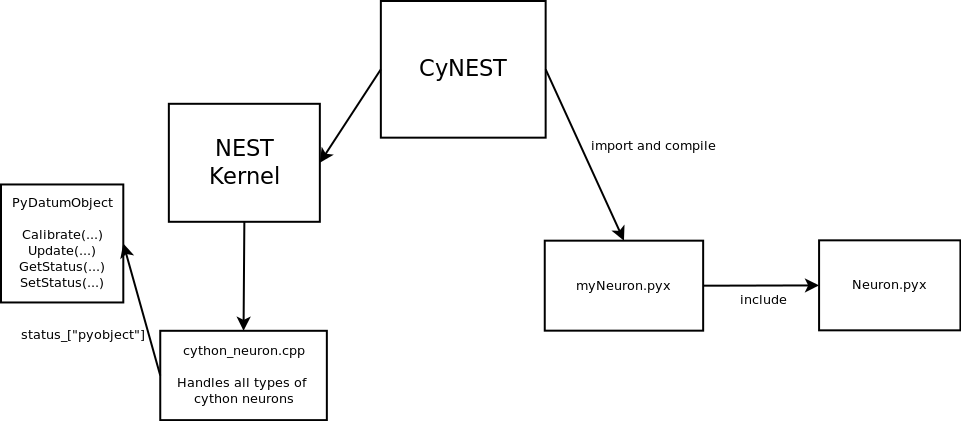 CyNEST
NEST
Kernel
import and compile
PyDatumObject
Calibrate(...)
Update(...)
GetStatus(...)
SetStatus(...)
myNeuron.pyx
include
Neuron.pyx
status_["pyobject"]
cython_neuron.cpp
Handles all types of
cython neurons